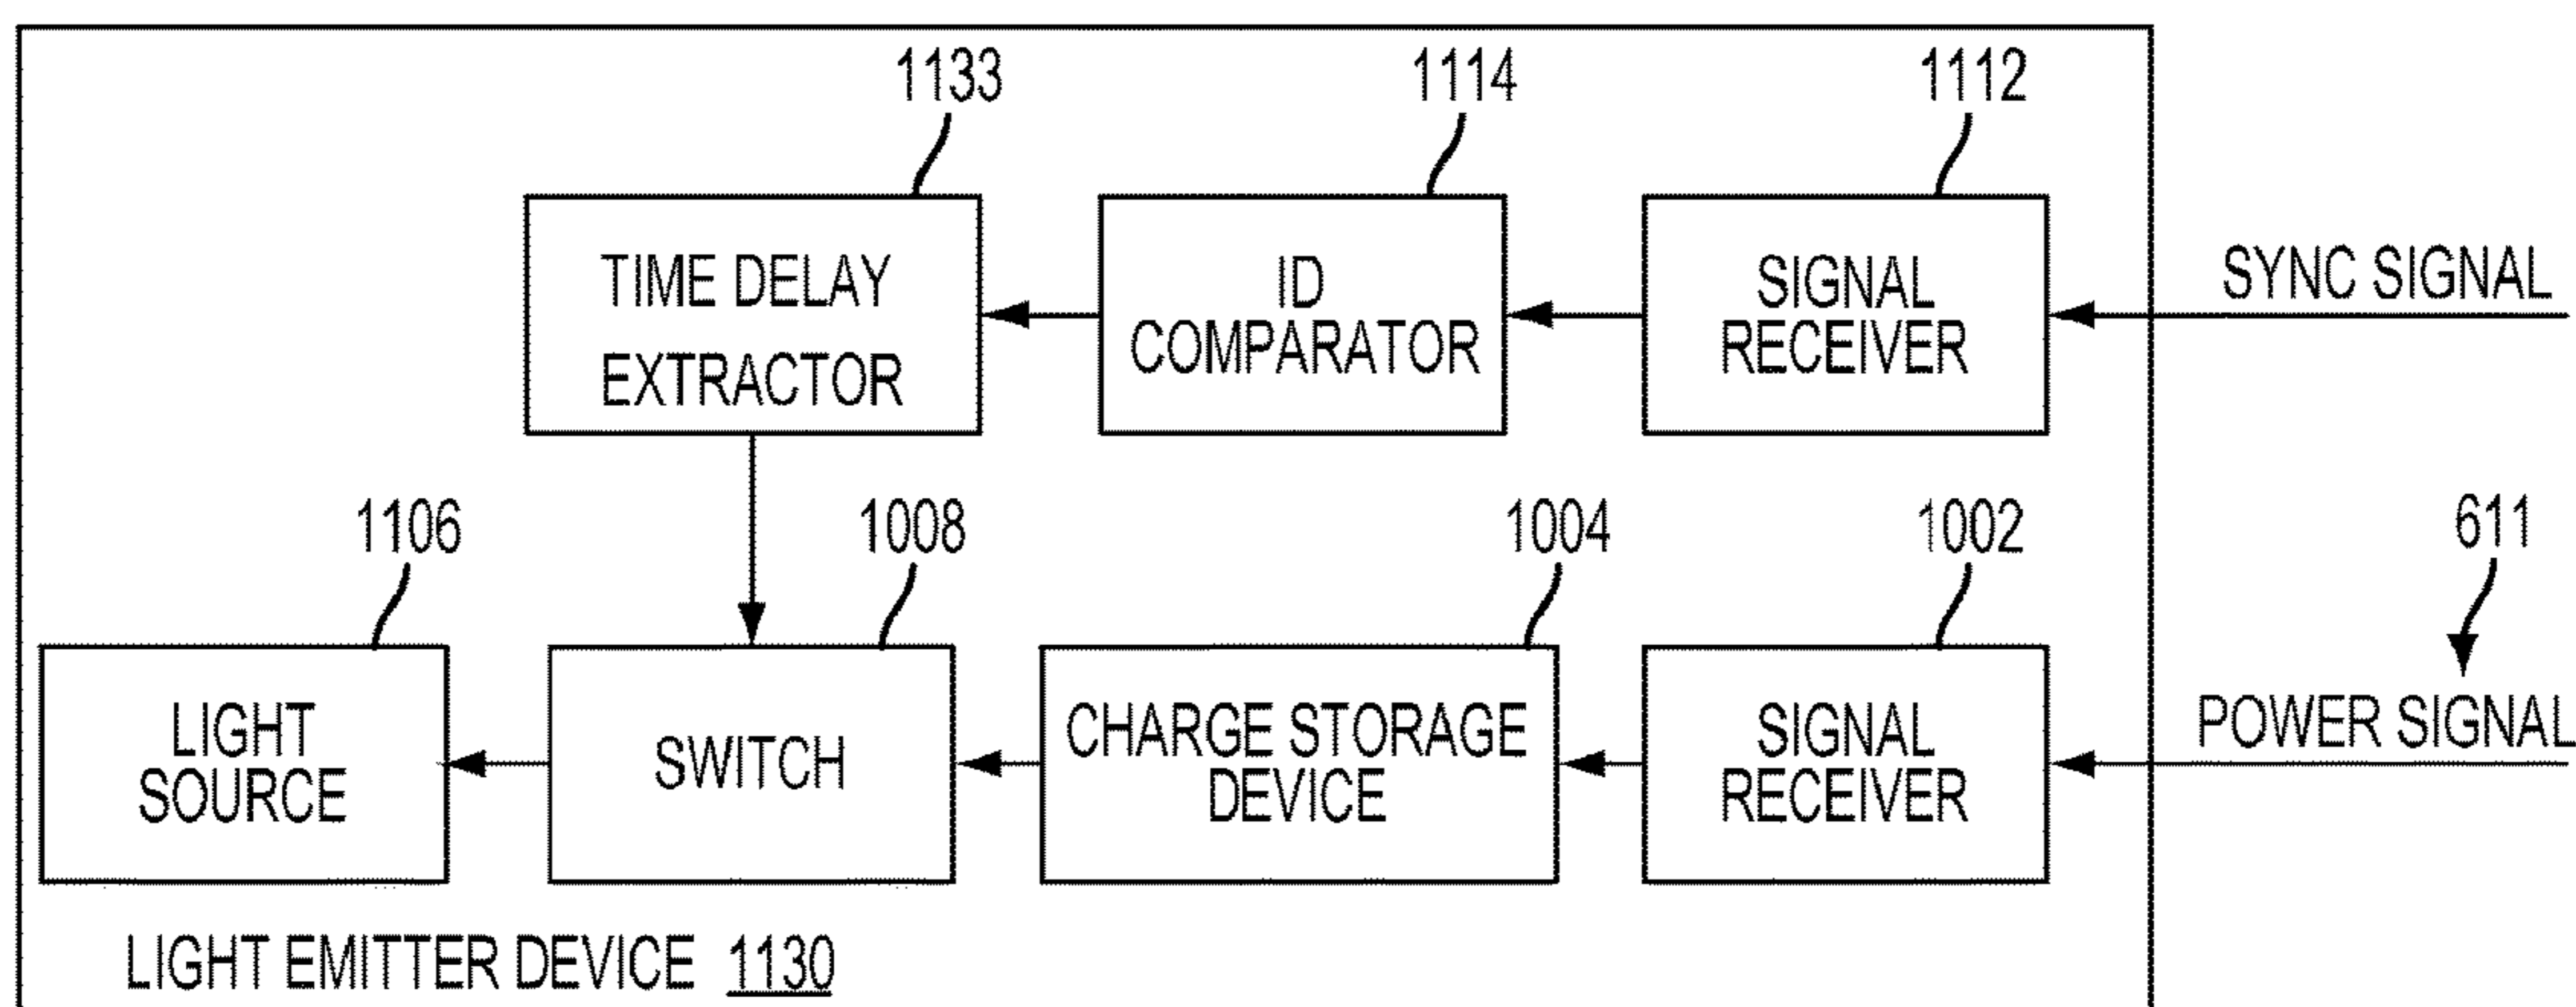 1133
1114
1112
TIME DELAY
EXTRACTOR
ID
COMPARATOR
SIGNAL
RECEIVER
SYNC SIGNAL
1106
1008
1004
1002
611
LIGHT
SOURCE
SWITCH
CHARGE STORAGE
DEVICE
SIGNAL
RECEIVER
POWER SIGNAL
LIGHT EMITTER DEVICE 1130